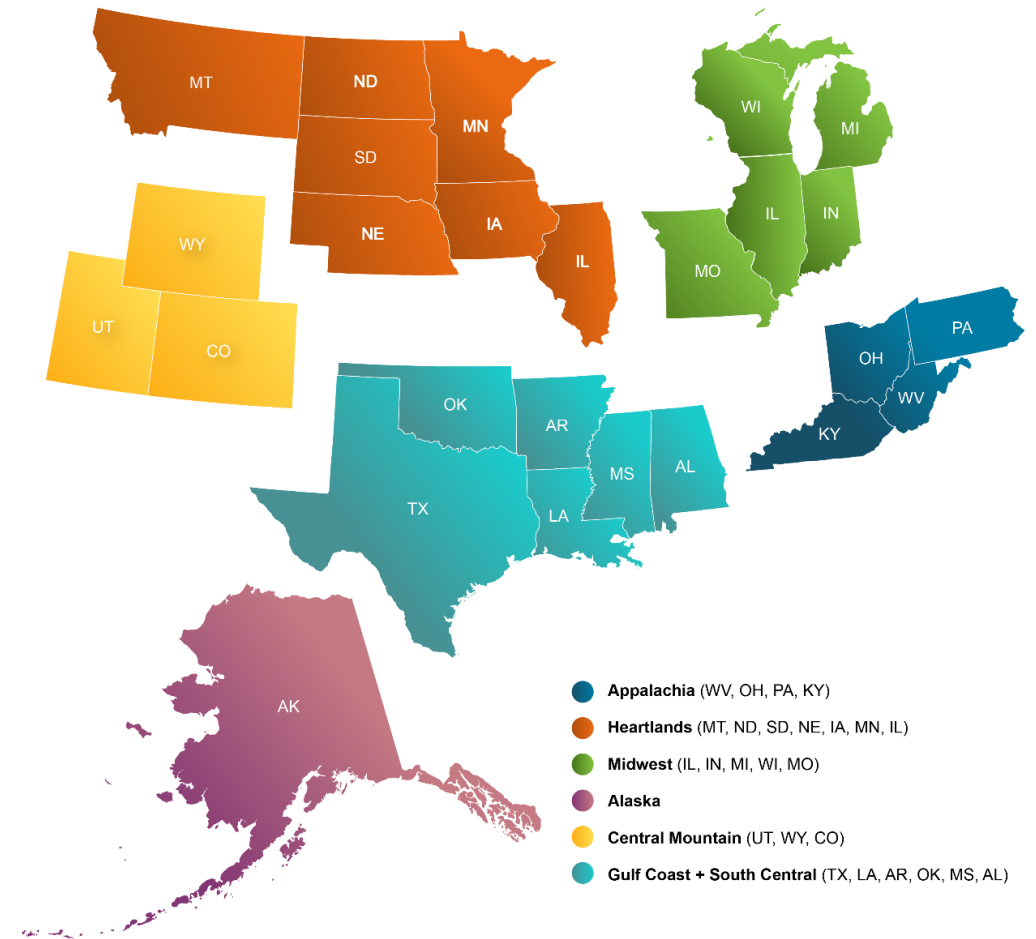 MT
ND
MN
SD
NE
IA
IL
WI
MI
IL
IN
MO
WY
UT
CO
OH
PA
WV
KY
OK
AR
TX
LA
MS
AL
AK
Appalachia (WV, OH, PA, KY)
Heartlands (MT, ND, SD, NE, IA, MN, IL)
Midwest (IL, IN, MI, WI, MO)
Alaska
Central Mountain (UT, WY, CO)
Gulf Coast + South Central (TX, LA, AR, OK, MS, AL)